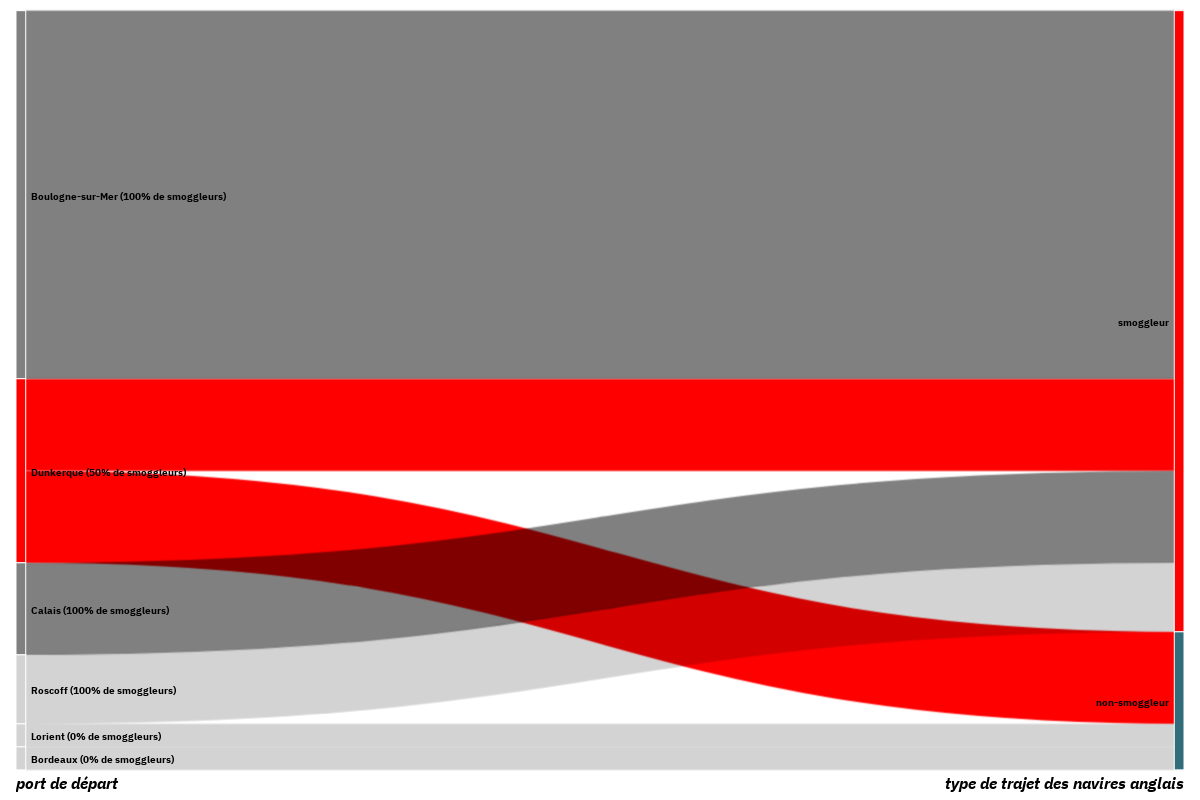 Boulogne-sur-Mer (100% de smoggleurs)
smoggleur
Dunkerque (50% de smoggleurs)
Calais (100% de smoggleurs)
Roscoff (100% de smoggleurs)
non-smoggleur
Lorient (0% de smoggleurs)
Bordeaux (0% de smoggleurs)
port de départ
type de trajet des navires anglais